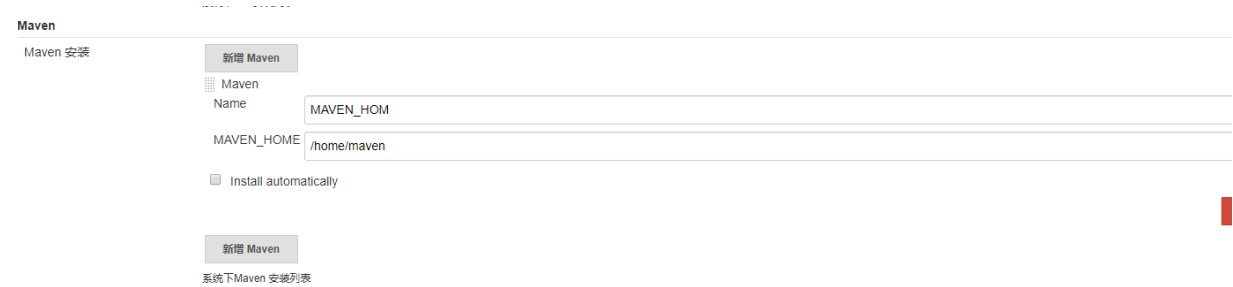 Maven
Maven 安装
新增 Maven
Maven
Name
MAVEN_HOM
MAVEN_HOME
/home/maven
Install automatically
新增 Maven
系统下Maven 安装列表